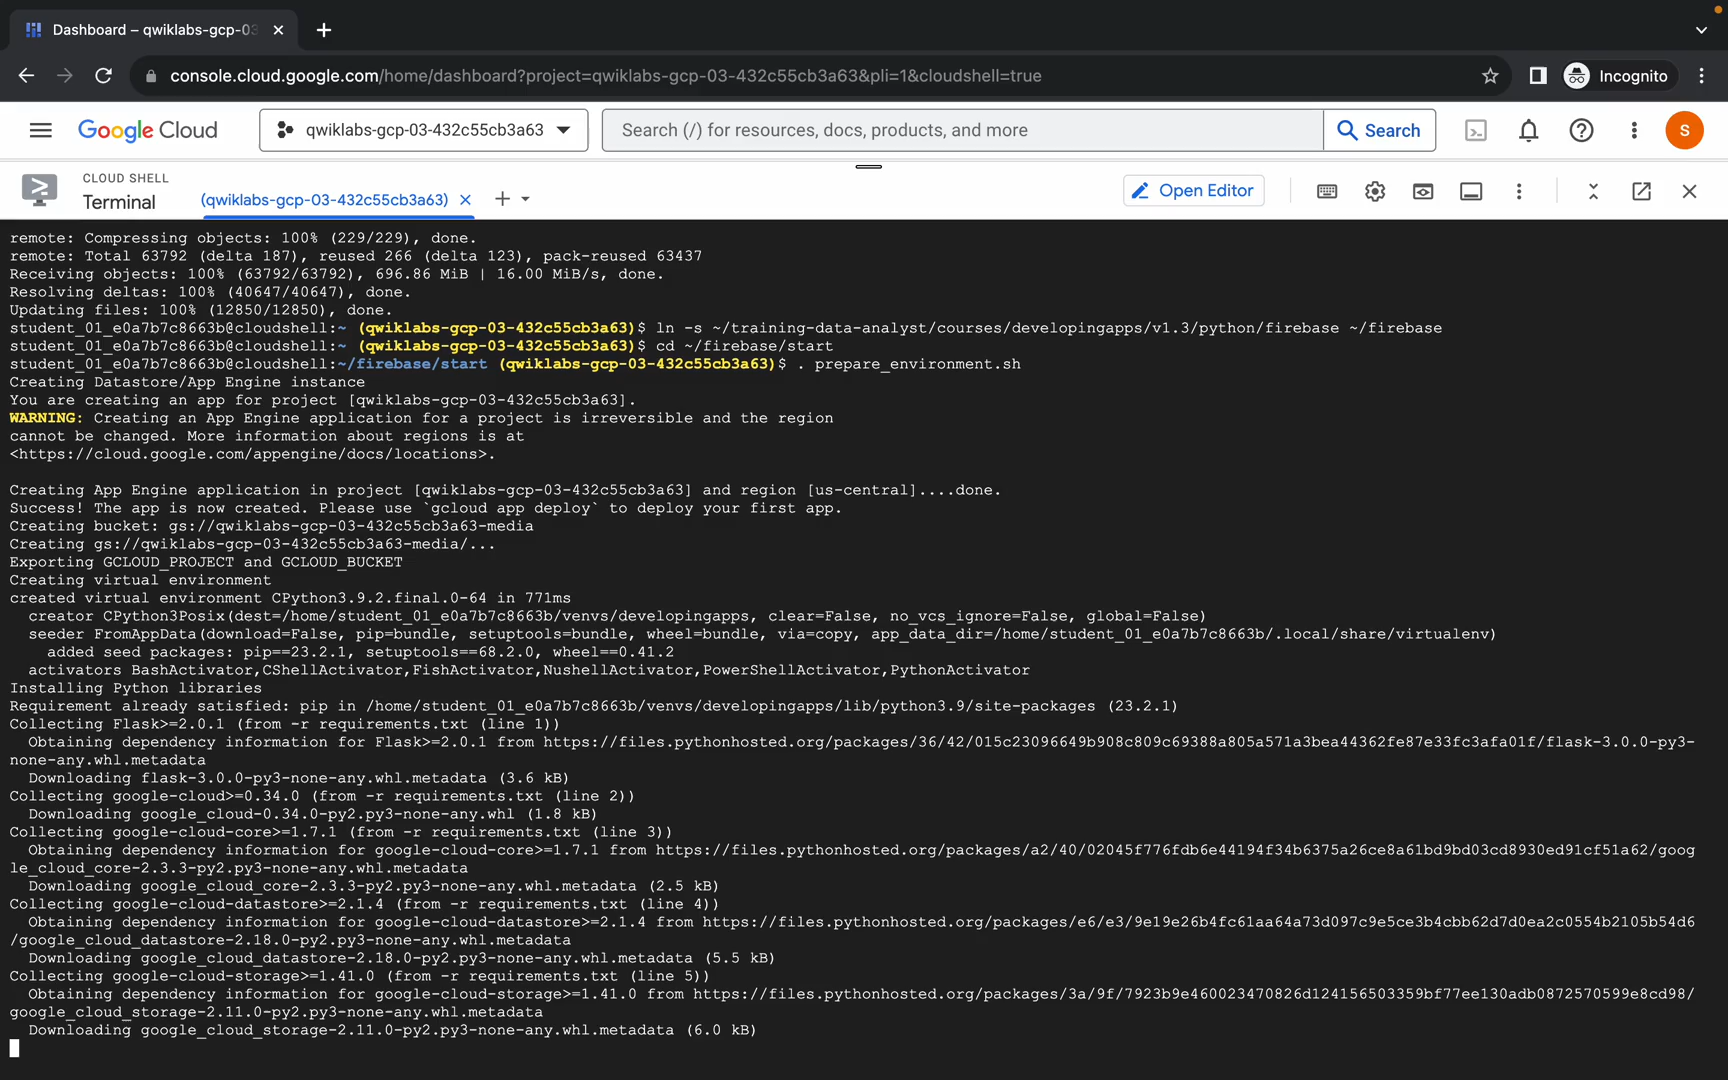 Dashboard – qwiklabs-gcp-03
console.cloud.google.com/home/dashboard?project=qwiklabs-gcp-03-432c55cb3a63&pli=1&cloudshell=true
Incognito
Google Cloud
qwiklabs-gcp-03-432c55cb3a63
Search (/) for resources, docs, products, and more
Search
S
CLOUD SHELL
Terminal
(qwiklabs-gcp-03-432c55cb3a63)
Open Editor
remote: Compressing objects: 100% (229/229), done.
remote: Total 63792 (delta 187), reused 266 (delta 123), pack-reused 63437
Receiving objects: 100% (63792/63792), 696.86 MiB | 16.00 MiB/s, done.
Resolving deltas: 100% (40647/40647), done.
Updating files: 100% (12850/12850), done.
student_01_e0a7b7c8663b@cloudshell:~ (qwiklabs-gcp-03-432c55cb3a63)$ ln -s ~/training-data-analyst/courses/developingapps/v1.3/python/firebase ~/firebase
student_01_e0a7b7c8663b@cloudshell:~ (qwiklabs-gcp-03-432c55cb3a63)$ cd ~/firebase/start
student_01_e0a7b7c8663b@cloudshell:~/firebase/start (qwiklabs-gcp-03-432c55cb3a63)$ . prepare_environment.sh
Creating Datastore/App Engine instance
You are creating an app for project [qwiklabs-gcp-03-432c55cb3a63].
WARNING: Creating an App Engine application for a project is irreversible and the region
cannot be changed. More information about regions is at
<https://cloud.google.com/appengine/docs/locations>.
Creating App Engine application in project [qwiklabs-gcp-03-432c55cb3a63] and region [us-central]....done.
Success! The app is now created. Please use `gcloud app deploy` to deploy your first app.
Creating bucket: gs://qwiklabs-gcp-03-432c55cb3a63-media
Creating gs://qwiklabs-gcp-03-432c55cb3a63-media/...
Exporting GCLOUD_PROJECT and GCLOUD_BUCKET
Creating virtual environment
created virtual environment CPython3.9.2.final.0-64 in 771ms
creator CPython3Posix(dest=/home/student_01_e0a7b7c8663b/venvs/developingapps, clear=False, no_vcs_ignore=False, global=False)
seeder FromAppData(download=False, pip=bundle, setuptools=bundle, wheel=bundle, via=copy, app_data_dir=/home/student_01_e0a7b7c8663b/.local/share/virtualenv)
added seed packages: pip==23.2.1, setuptools==68.2.0, wheel==0.41.2
activators BashActivator,CShellActivator,FishActivator,NushellActivator,PowerShellActivator,PythonActivator
Installing Python libraries
Requirement already satisfied: pip in /home/student_01_e0a7b7c8663b/venvs/developingapps/lib/python3.9/site-packages (23.2.1)
Collecting Flask>=2.0.1 (from -r requirements.txt (line 1))
Obtaining dependency information for Flask>=2.0.1 from https://files.pythonhosted.org/packages/36/42/015c23096649b908c809c69388a805a571a3bea44362fe87e33fc3afa01f/flask-3.0.0-py3-
none-any.whl.metadata
Downloading flask-3.0.0-py3-none-any.whl.metadata (3.6 kB)
Collecting google-cloud>=0.34.0 (from -r requirements.txt (line 2))
Downloading google_cloud-0.34.0-py2.py3-none-any.whl (1.8 kB)
Collecting google-cloud-core>=1.7.1 (from -r requirements.txt (line 3))
Obtaining dependency information for google-cloud-core>=1.7.1 from https://files.pythonhosted.org/packages/a2/40/02045f776fdb6e44194f34b6375a26ce8a61bd9bd03cd8930ed91cf51a62/goog
le_cloud_core-2.3.3-py2.py3-none-any.whl.metadata
Downloading google_cloud_core-2.3.3-py2.py3-none-any.whl.metadata (2.5 kB)
Collecting google-cloud-datastore>=2.1.4 (from -r requirements.txt (line 4))
Obtaining dependency information for google-cloud-datastore>=2.1.4 from https://files.pythonhosted.org/packages/e6/e3/9e19e26b4fc61aa64a73d097c9e5ce3b4cbb62d7d0ea2c0554b2105b54d6
/google_cloud_datastore-2.18.0-py2.py3-none-any.whl.metadata
Downloading google_cloud_datastore-2.18.0-py2.py3-none-any.whl.metadata (5.5 kB)
Collecting google-cloud-storage>=1.41.0 (from -r requirements.txt (line 5))
Obtaining dependency information for google-cloud-storage>=1.41.0 from https://files.pythonhosted.org/packages/3a/9f/7923b9e460023470826d124156503359bf77ee130adb0872570599e8cd98/
google_cloud_storage-2.11.0-py2.py3-none-any.whl.metadata
Downloading google_cloud_storage-2.11.0-py2.py3-none-any.whl.metadata (6.0 kB)